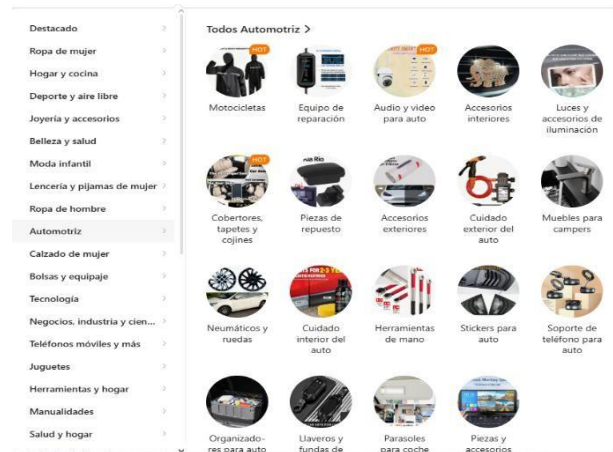 Destacado
Ropa de mujer
Hogar y cocina
Deporte y aire libre
Joyería y accesorios
Belleza y salud
Moda infantil
Lencería y pijamas de mujer
Ropa de hombre
Automotriz
Calzado de mujer
Bolsas y equipaje
Tecnología
Negocios, industria y cien...
Teléfonos móviles y más
Juguetes
Herramientas y hogar
Manualidades
Salud y hogar
Todos Automotriz >
HOT
HOT
Motocicletas
Equipo de
reparación
Audio y video
para auto
Accesorios
interiores
Luces y
accesorios de
iluminación
HOT
Cobertores,
tapetes y
cojines
Piezas de
repuesto
Accesorios
exteriores
Cuidado
exterior del
auto
Muebles para
campers
Neumáticos y
ruedas
Cuidado
interior del
auto
Herramientas
de mano
Stickers para
auto
Soporte de
teléfono para
auto
Organizado-
res para auto
Llaveros y
fundas de
Parasoles
para coche
Piezas y
accesorios